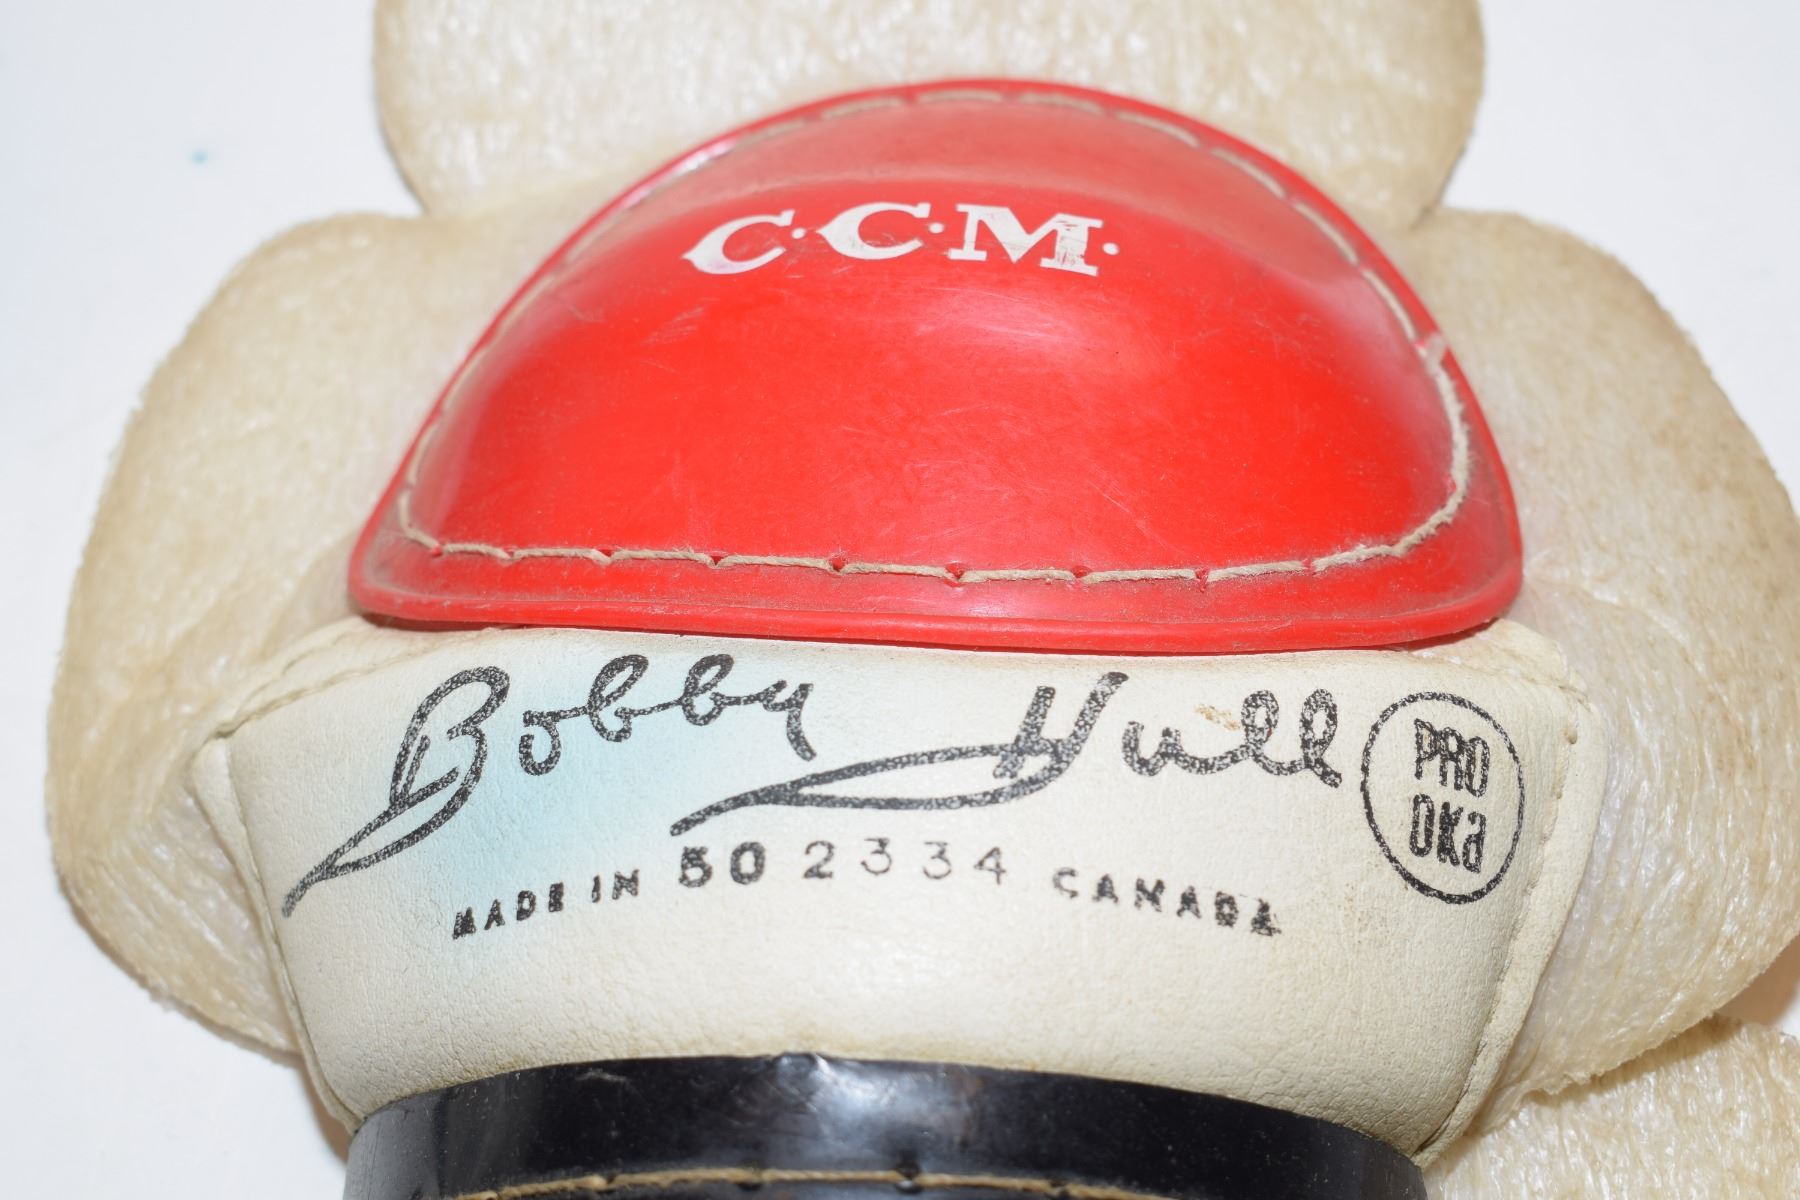 C·C·M·
Bobby Hull
PRO
OKa
MADE IN 50 2334 CANADA